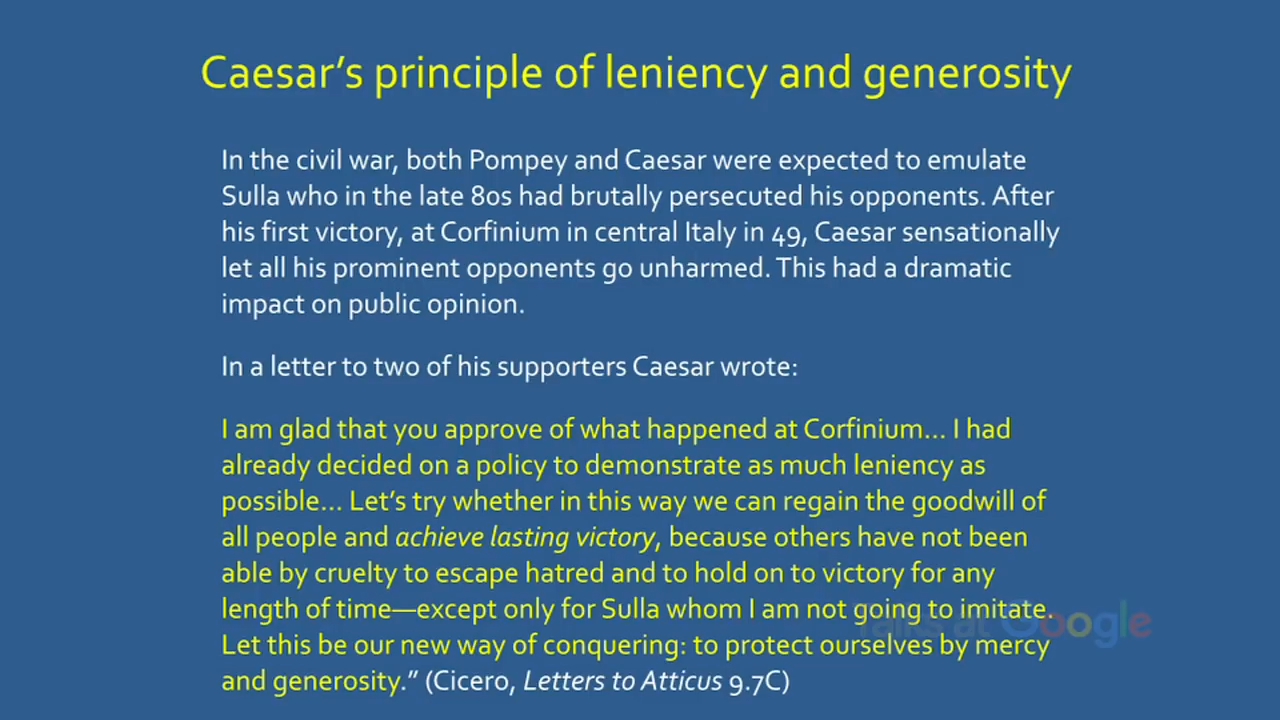 Caesar’s principle of leniency and generosity
In the civil war, both Pompey and Caesar were expected to emulate
Sulla who in the late 80s had brutally persecuted his opponents. After
his first victory, at Corfinium in central Italy in 49, Caesar sensationally
let all his prominent opponents go unharmed. This had a dramatic
impact on public opinion.
In a letter to two of his supporters Caesar wrote:
I am glad that you approve of what happened at Corfinium... I had
already decided on a policy to demonstrate as much leniency as
possible... Let’s try whether in this way we can regain the goodwill of
all people and achieve lasting victory, because others have not been
able by cruelty to escape hatred and to hold on to victory for any
length of time—except only for Sulla whom I am not going to imitate.
Talks at Google
Let this be our new way of conquering: to protect ourselves by mercy
and generosity.” (Cicero, Letters to Atticus 9.7C)